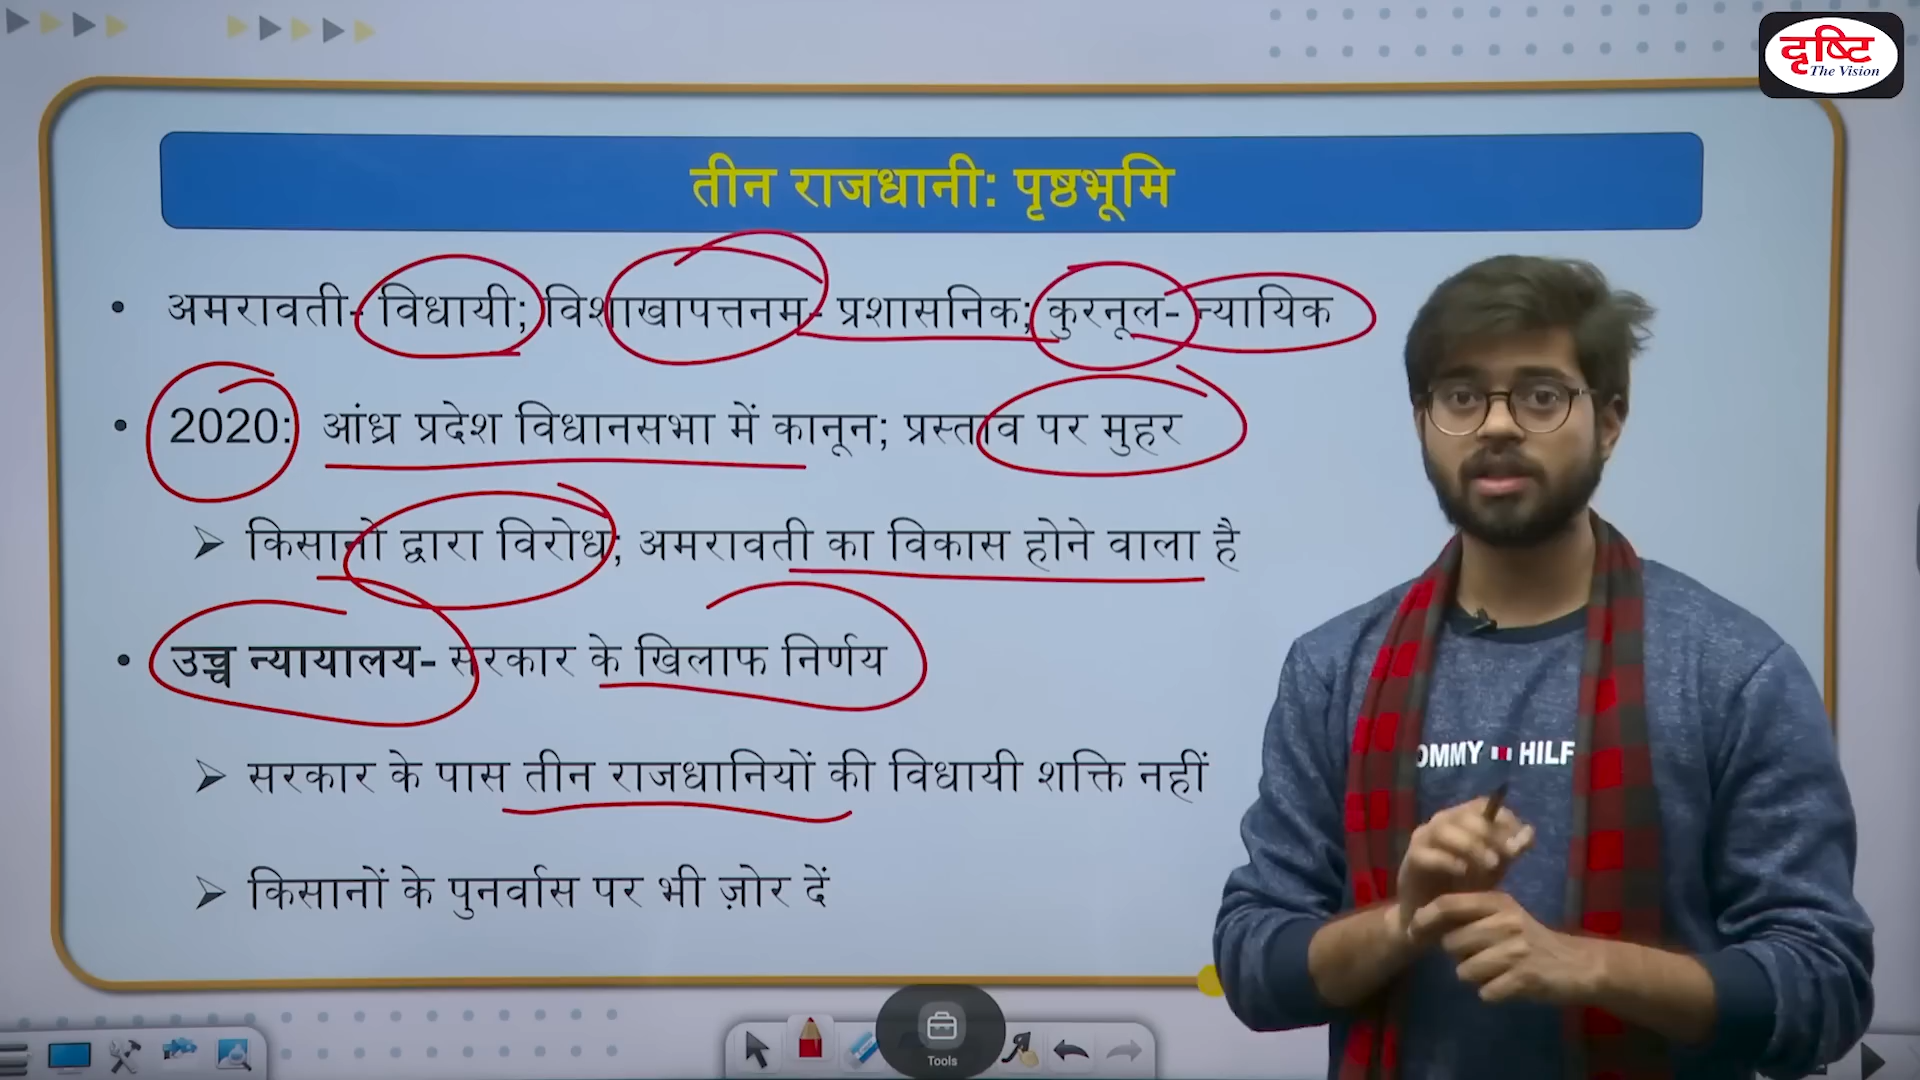 दृष्टि
The Vision
तीन राजधानी: पृष्ठभूमि
• अमरावती- विधायी; विशाखापत्तनम- प्रशासनिक; कुरनूल- न्यायिक
• 2020: आंध्र प्रदेश विधानसभा में कानून; प्रस्ताव पर मुहर
➢ किसानो द्वारा विरोध; अमरावती का विकास होने वाला है
• उच्च न्यायालय- सरकार के खिलाफ निर्णय
➢ सरकार के पास तीन राजधानियों की विधायी शक्ति नहीं
➢ किसानों के पुनर्वास पर भी ज़ोर दें
OMMY HILF
Tools